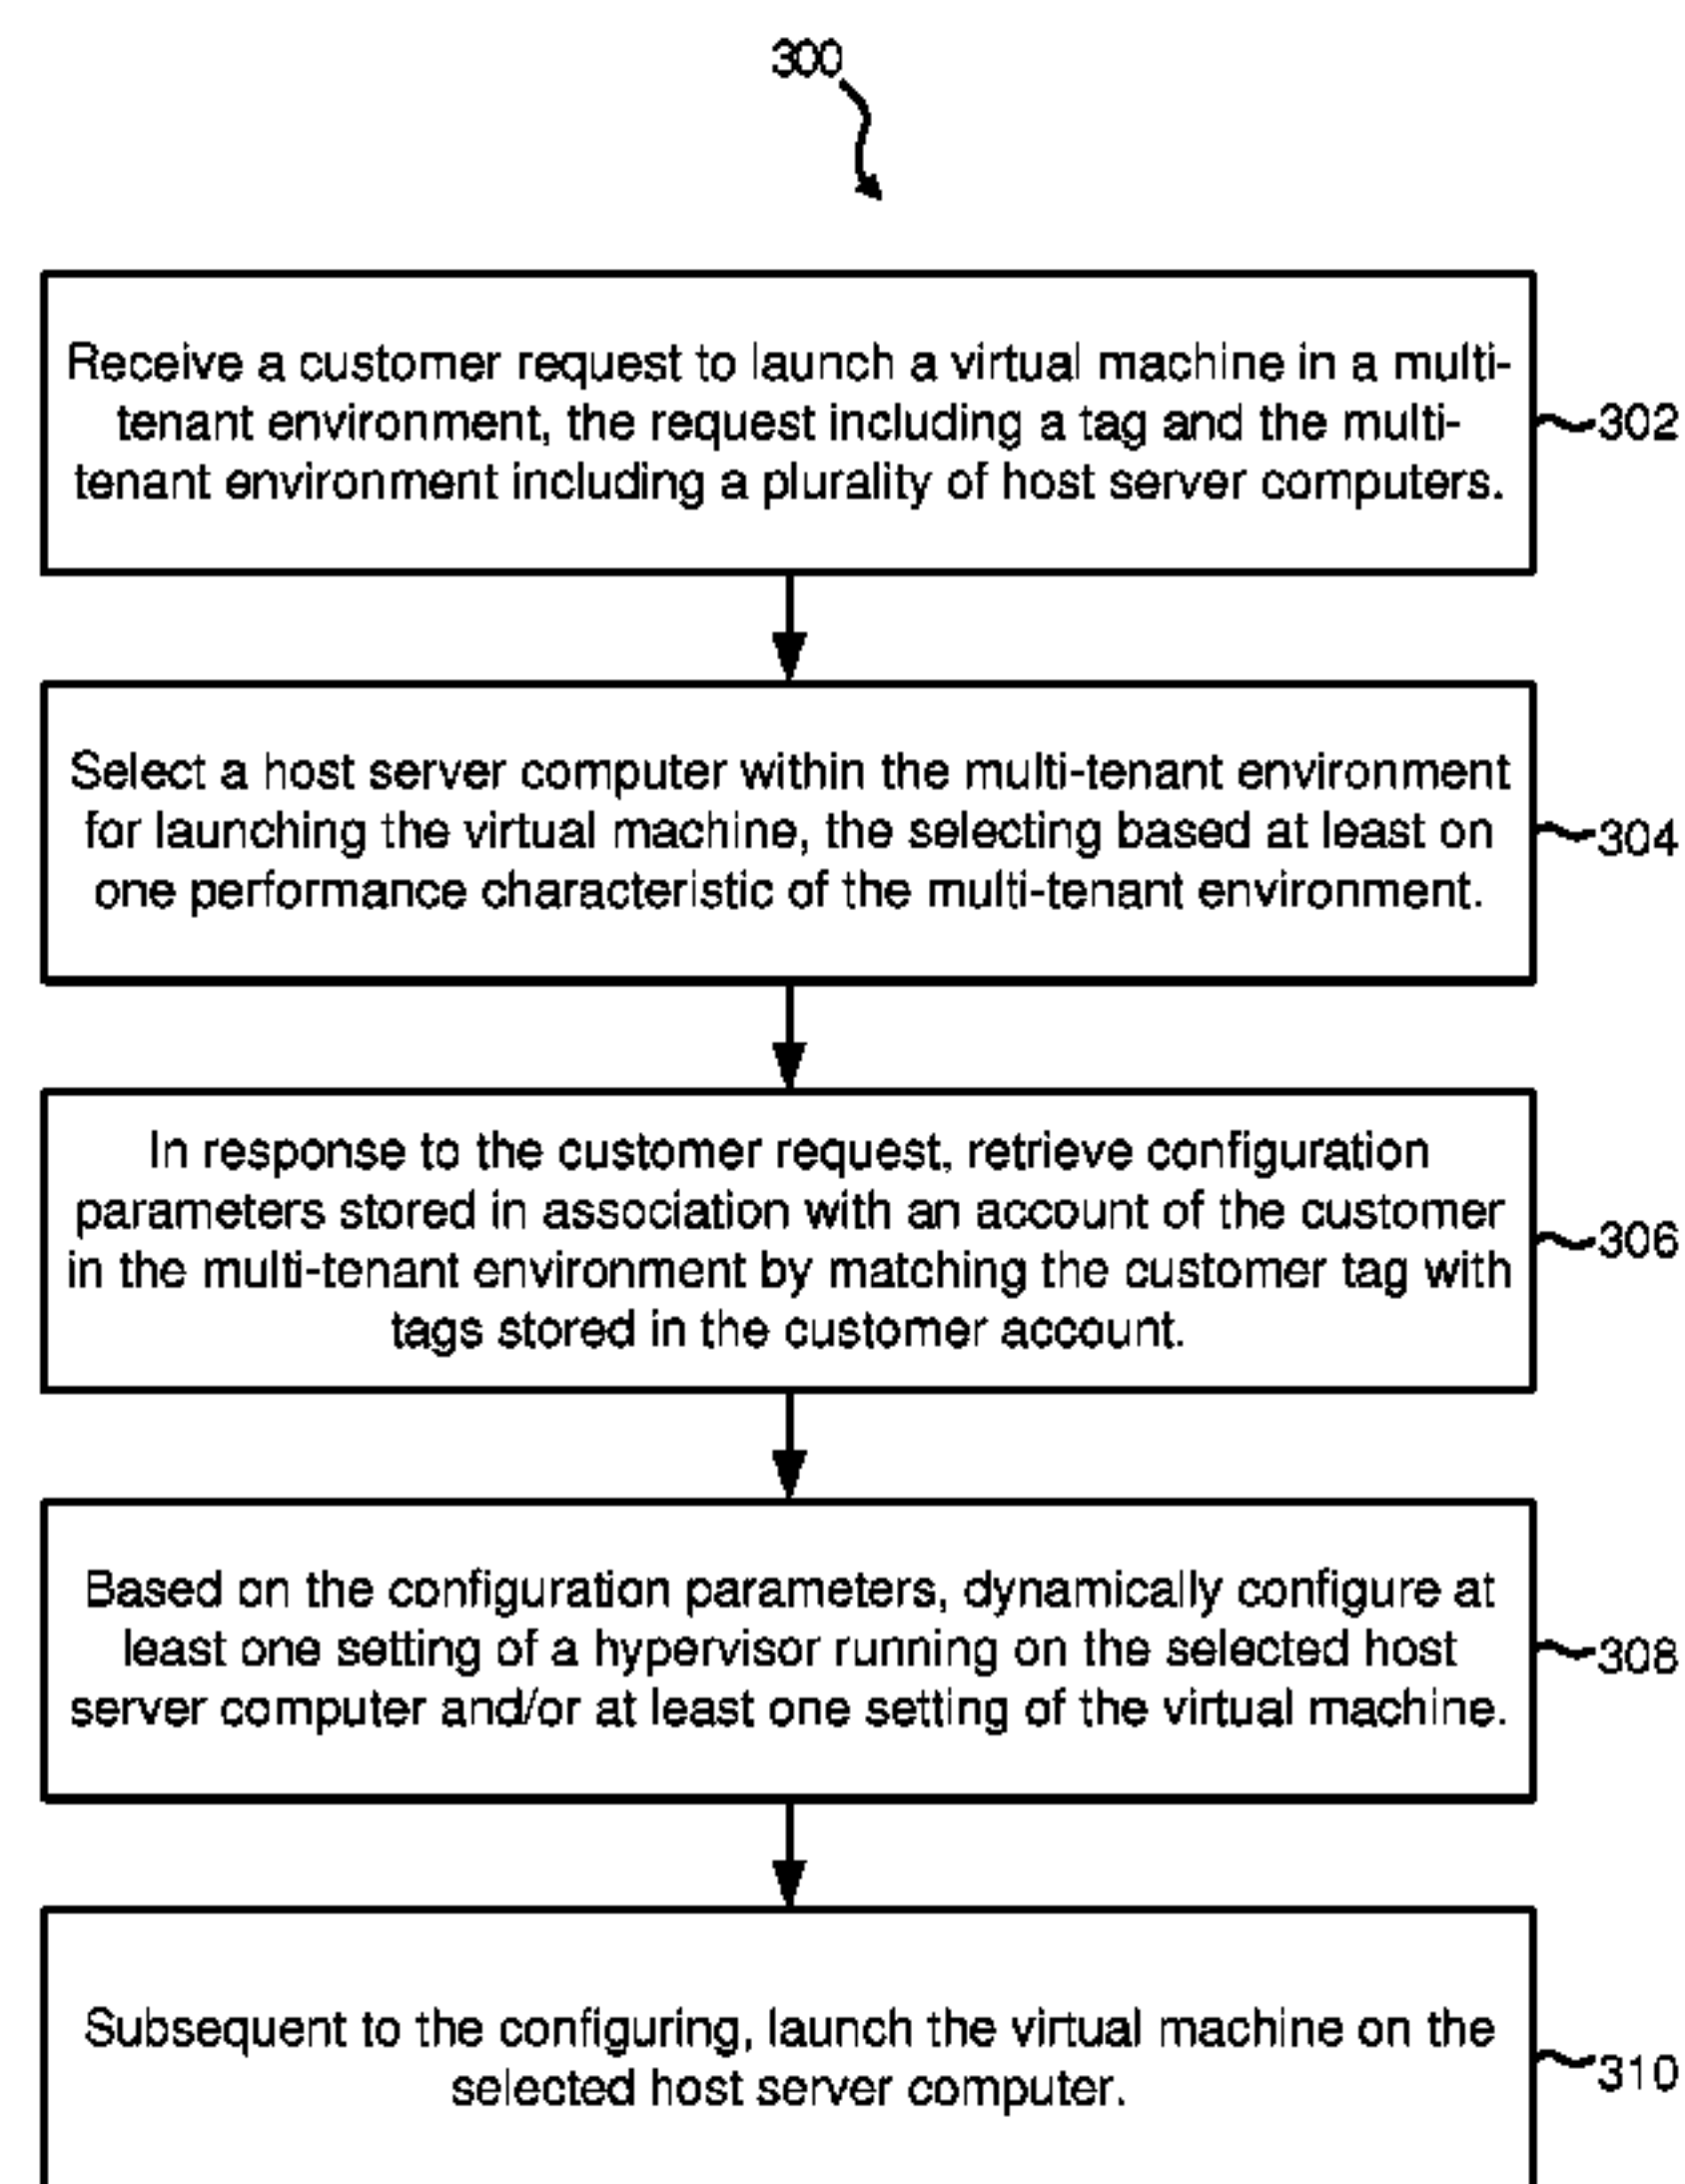 300
Receive a customer request to launch a virtual machine in a multi-
tenant environment, the request including a tag and the multi-
tenant environment including a plurality of host server computers.
302
Select a host server computer within the multi-tenant environment
for launching the virtual machine, the selecting based at least on
one performance characteristic of the multi-tenant environment.
304
In response to the customer request, retrieve configuration
parameters stored in association with an account of the customer
in the multi-tenant environment by matching the customer tag with
tags stored in the customer account.
306
Based on the configuration parameters, dynamically configure at
least one setting of a hypervisor running on the selected host
server computer and/or at least one setting of the virtual machine.
308
Subsequent to the configuring, launch the virtual machine on the
selected host server computer.
310